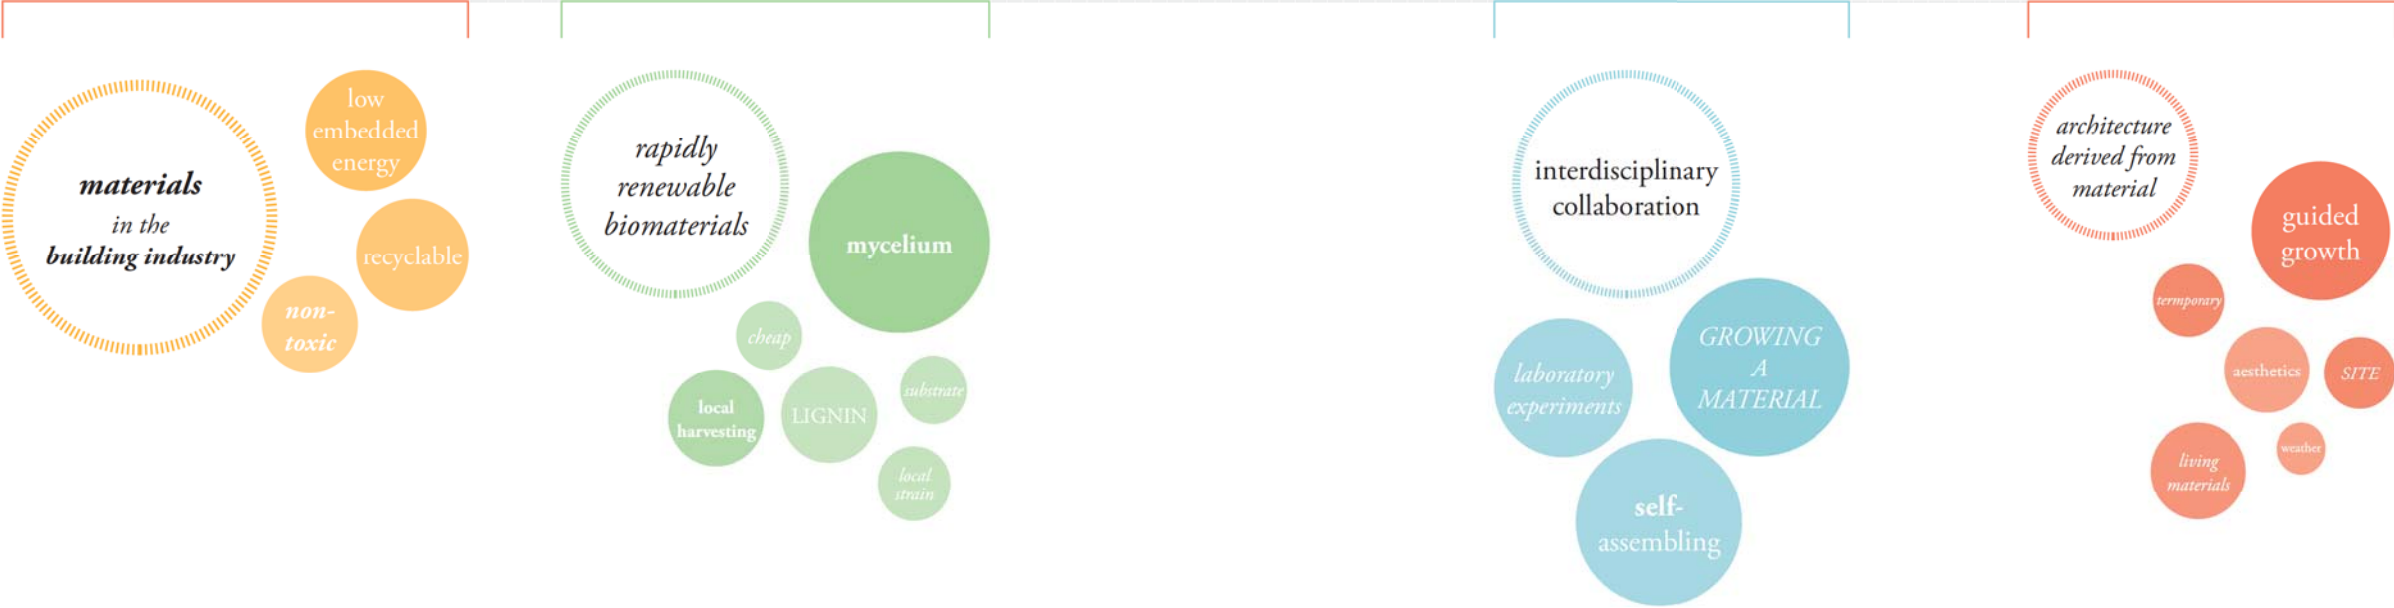 materials
in the
building industry
low
embedded
energy
recyclable
non-
toxic
rapidly
renewable
biomaterials
mycelium
cheap
local
harvesting
LIGNIN
substrate
local
strain
interdisciplinary
collaboration
GROWING
A
MATERIAL
laboratory
experiments
self-
assembling
architecture
derived from
material
guided
growth
termporary
aesthetics
SITE
weather
living
materials